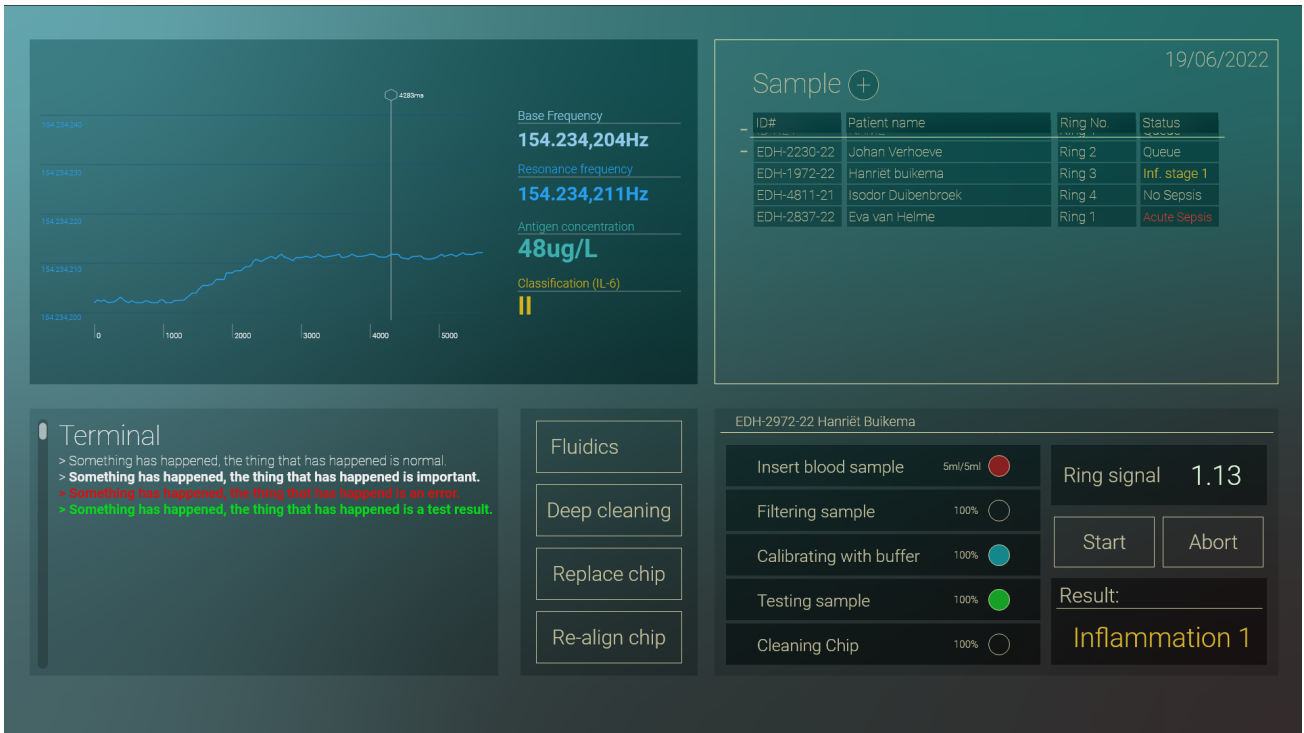 4283ms
154.234,240
154.234,230
154.234,220
154.234,210
154.234,200
0 1000 2000 3000 4000 5000
Base Frequency
154.234,204Hz
Resonance frequency
154.234,211Hz
Antigen concentration
48ug/L
Classification (IL-6)
II
19/06/2022
Sample +
ID# Patient name Ring No. Status
EDH-2230-22 Johan Verhoeve Ring 2 Queue
EDH-1972-22 Hanriët buikema Ring 3 Inf. stage 1
EDH-4811-21 Isodor Duibenbroek Ring 4 No Sepsis
EDH-2837-22 Eva van Helme Ring 1 Acute Sepsis
Terminal
> Something has happened, the thing that has happened is normal.
> Something has happened, the thing that has happened is important.
> Something has happened, the thing that has happend is an error.
> Something has happened, the thing that has happened is a test result.
Fluidics
Deep cleaning
Replace chip
Re-align chip
EDH-2972-22 Hanriët Buikema
Insert blood sample 5ml/5ml
Filtering sample 100%
Calibrating with buffer 100%
Testing sample 100%
Cleaning Chip 100%
Ring signal 1.13
Start Abort
Result:
Inflammation 1